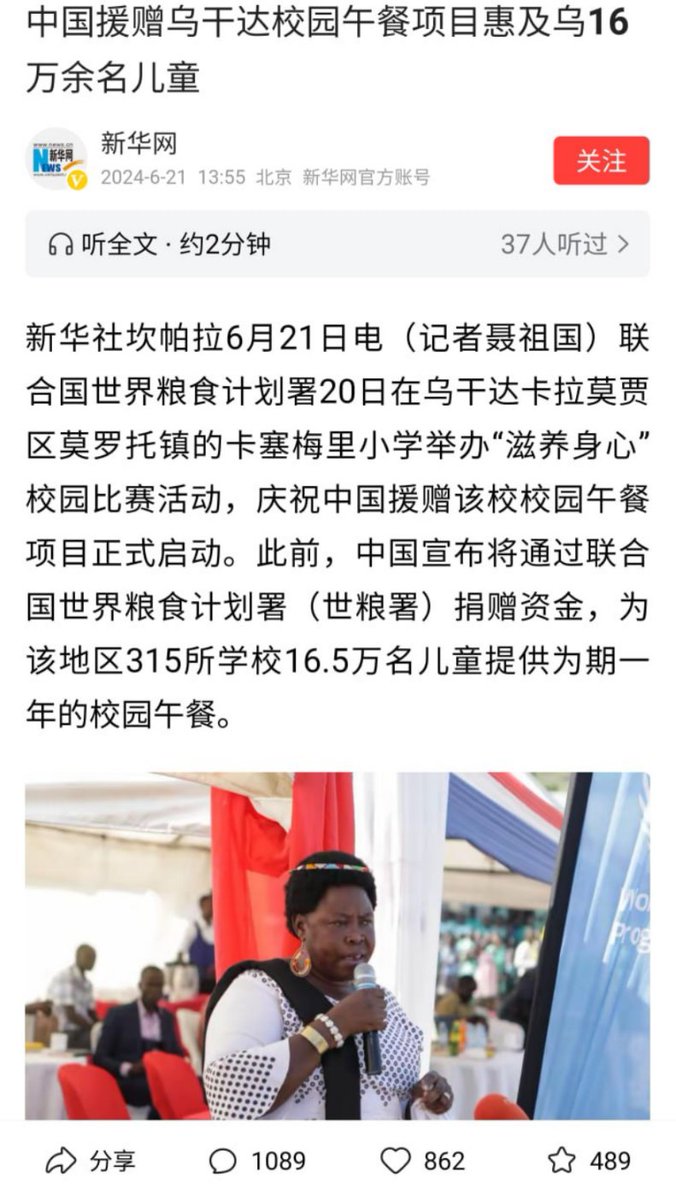 中国援赠乌干达校园午餐项目惠及乌16
万余名儿童
www.news.cn
新华网
NEWS
新华网
2024-6-21 13:55 北京 新华网官方账号
关注
听全文 · 约2分钟
37人听过 >
新华社坎帕拉6月21日电（记者聂祖国）联
合国世界粮食计划署20日在乌干达卡拉莫贾
区莫罗托镇的卡塞梅里小学举办“滋养身心”
校园比赛活动，庆祝中国援赠该校校园午餐
项目正式启动。此前，中国宣布将通过联合
国世界粮食计划署（世粮署）捐赠资金，为
该地区315所学校16.5万名儿童提供为期一
年的校园午餐。
分享
1089
862
489